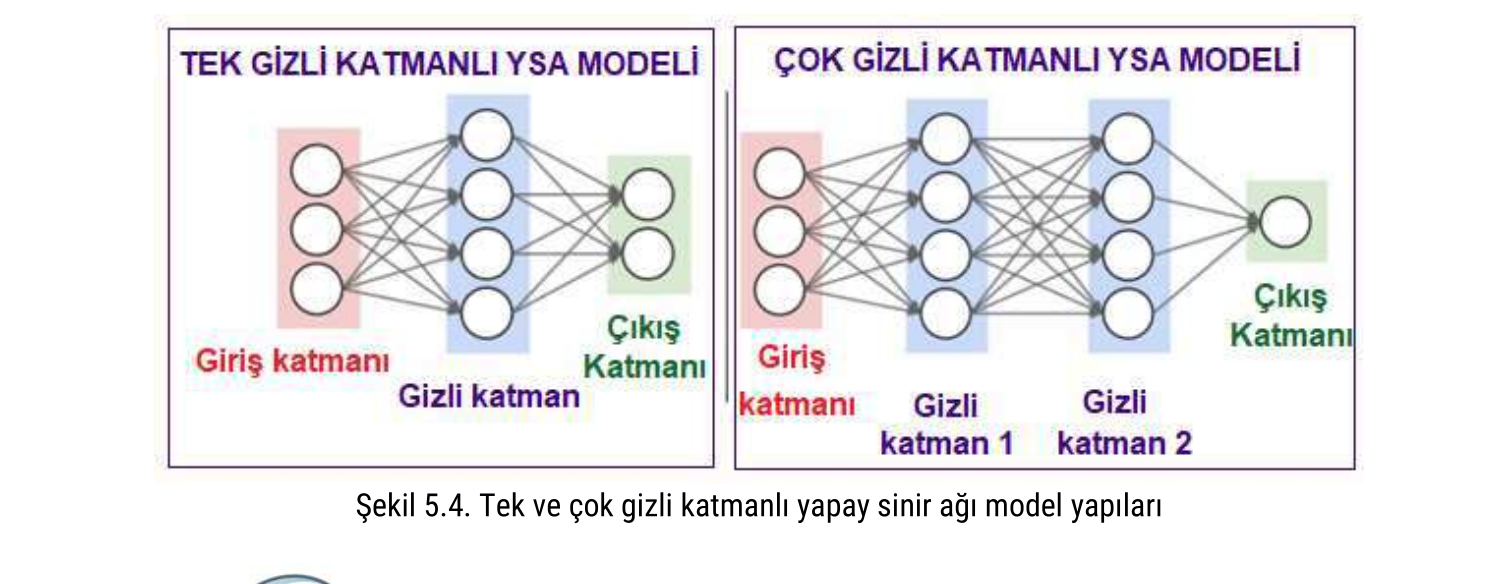 TEK GİZLİ KATMANLI YSA MODELİ
Giriş katmanı
Gizli katman
Çıkış
Katmanı
ÇOK GİZLİ KATMANLI YSA MODELİ
Giriş
katmanı
Gizli
katman 1
Gizli
katman 2
Çıkış
Katmanı
Şekil 5.4. Tek ve çok gizli katmanlı yapay sinir ağı model yapıları